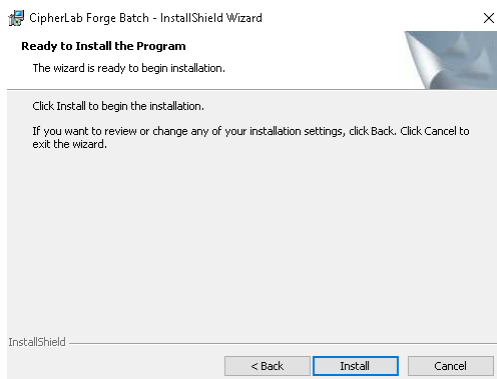 CipherLab Forge Batch - InstallShield Wizard
Ready to Install the Program
The wizard is ready to begin installation.
Click Install to begin the installation.
If you want to review or change any of your installation settings, click Back. Click Cancel to
exit the wizard.
InstallShield
< Back
Install
Cancel